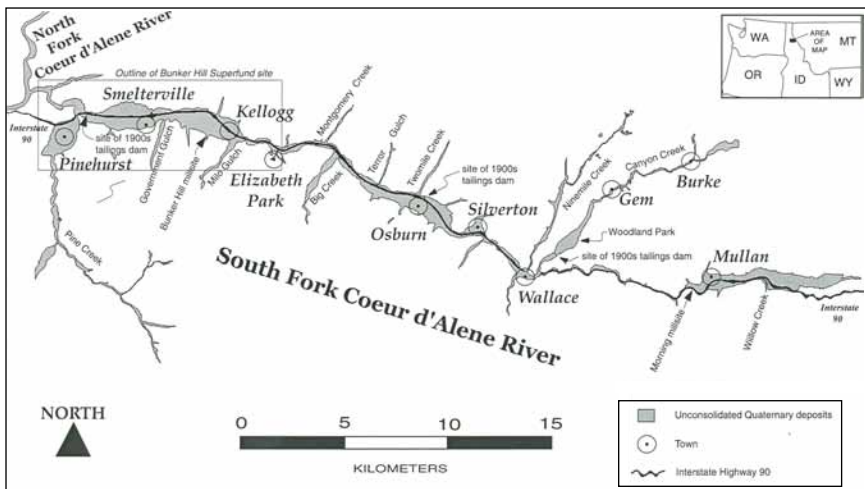 North
Fork
Coeur d'Alene River
WA
MT
OR
ID
WY
AREA
OF
MAP
Outline of Bunker Hill Superfund site
Smelterville
Kellogg
Montgomery Creek
Interstate
90
site of 1900s
tailings dam
Pinehurst
Government Gulch
Bunker Hill millsite
Milo Gulch
Elizabeth
Park
Big Creek
Terror Gulch
Twomile Creek
site of 1900s
tailings dam
Osburn
Silverton
Ninemile Creek
Canyon Creek
Burke
Gem
Woodland Park
site of 1900s tailings dam
Wallace
Mullan
Morning millsite
Willow Creek
Interstate
90
Pine Creek
South Fork Coeur d'Alene River
NORTH
0
5
10
15
KILOMETERS
Unconsolidated Quaternary deposits
Town
Interstate Highway 90